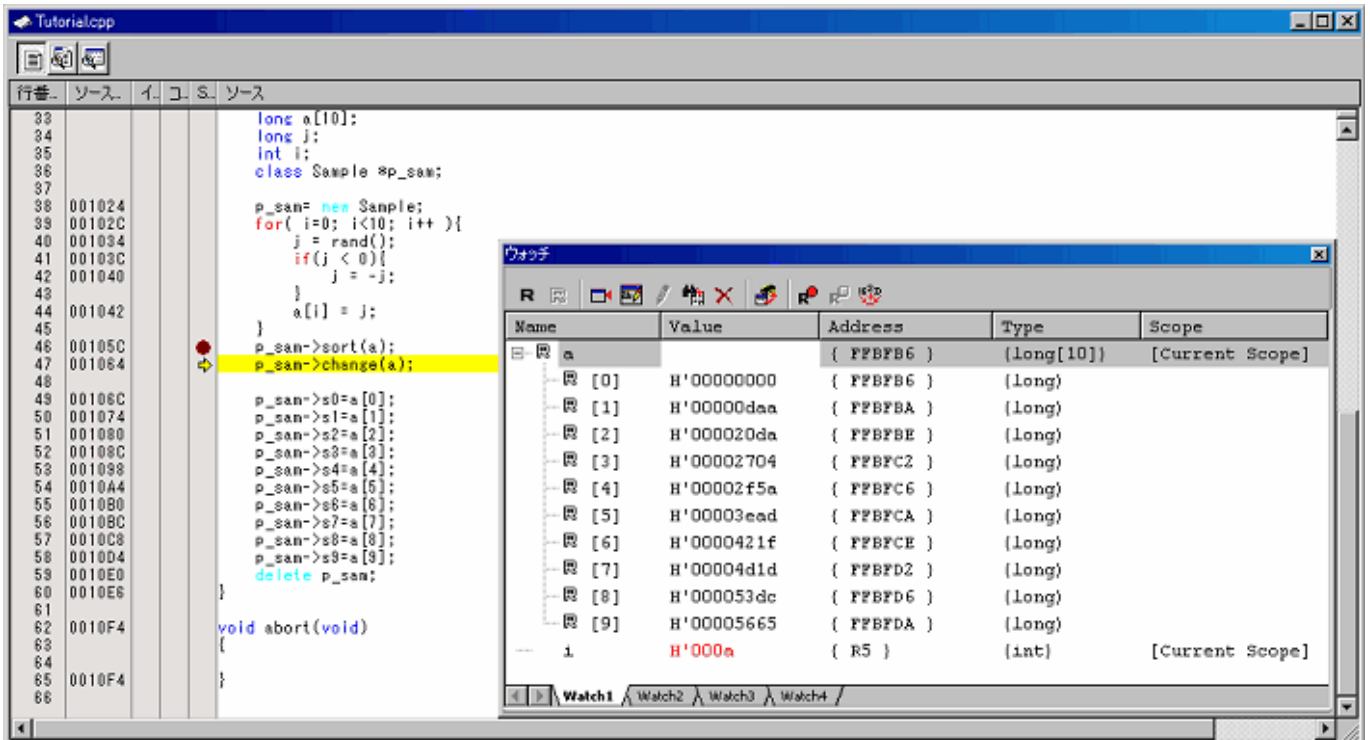 Tutorial.cpp
行番... ソース... イ.. コ.. S.. ソース
33 long a[10];
34 long j;
35 int i;
36 class Sample *p_sam;
37
38 001024 p_sam= new Sample;
39 00102C for( i=0; i<10; i++ ){
40 001034 j = rand();
41 00103C if(j < 0){
42 001040 j = -j;
43 }
44 001042 a[i] = j;
45 }
46 00105C p_sam->sort(a);
47 001064 p_sam->change(a);
48
49 00106C p_sam->s0=a[0];
50 001074 p_sam->s1=a[1];
51 001080 p_sam->s2=a[2];
52 00108C p_sam->s3=a[3];
53 001098 p_sam->s4=a[4];
54 0010A4 p_sam->s5=a[5];
55 0010B0 p_sam->s6=a[6];
56 0010BC p_sam->s7=a[7];
57 0010C8 p_sam->s8=a[8];
58 0010D4 p_sam->s9=a[9];
59 0010E0 delete p_sam;
60 0010E6 }
61
62 0010F4 void abort(void)
63 {
64
65 0010F4 }
66
ウォッチ
R R R
Name Value Address Type Scope
R a { FFBFB6 } (long[10]) [Current Scope]
R [0] H'00000000 { FFBFB6 } (long)
R [1] H'00000daa { FFBFBA } (long)
R [2] H'000020da { FFBFBE } (long)
R [3] H'00002704 { FFBFC2 } (long)
R [4] H'00002f5a { FFBFC6 } (long)
R [5] H'00003ead { FFBFCA } (long)
R [6] H'0000421f { FFBFCE } (long)
R [7] H'00004d1d { FFBFD2 } (long)
R [8] H'000053dc { FFBFD6 } (long)
R [9] H'00005665 { FFBFDA } (long)
i H'000a { R5 } (int) [Current Scope]
Watch1 Watch2 Watch3 Watch4